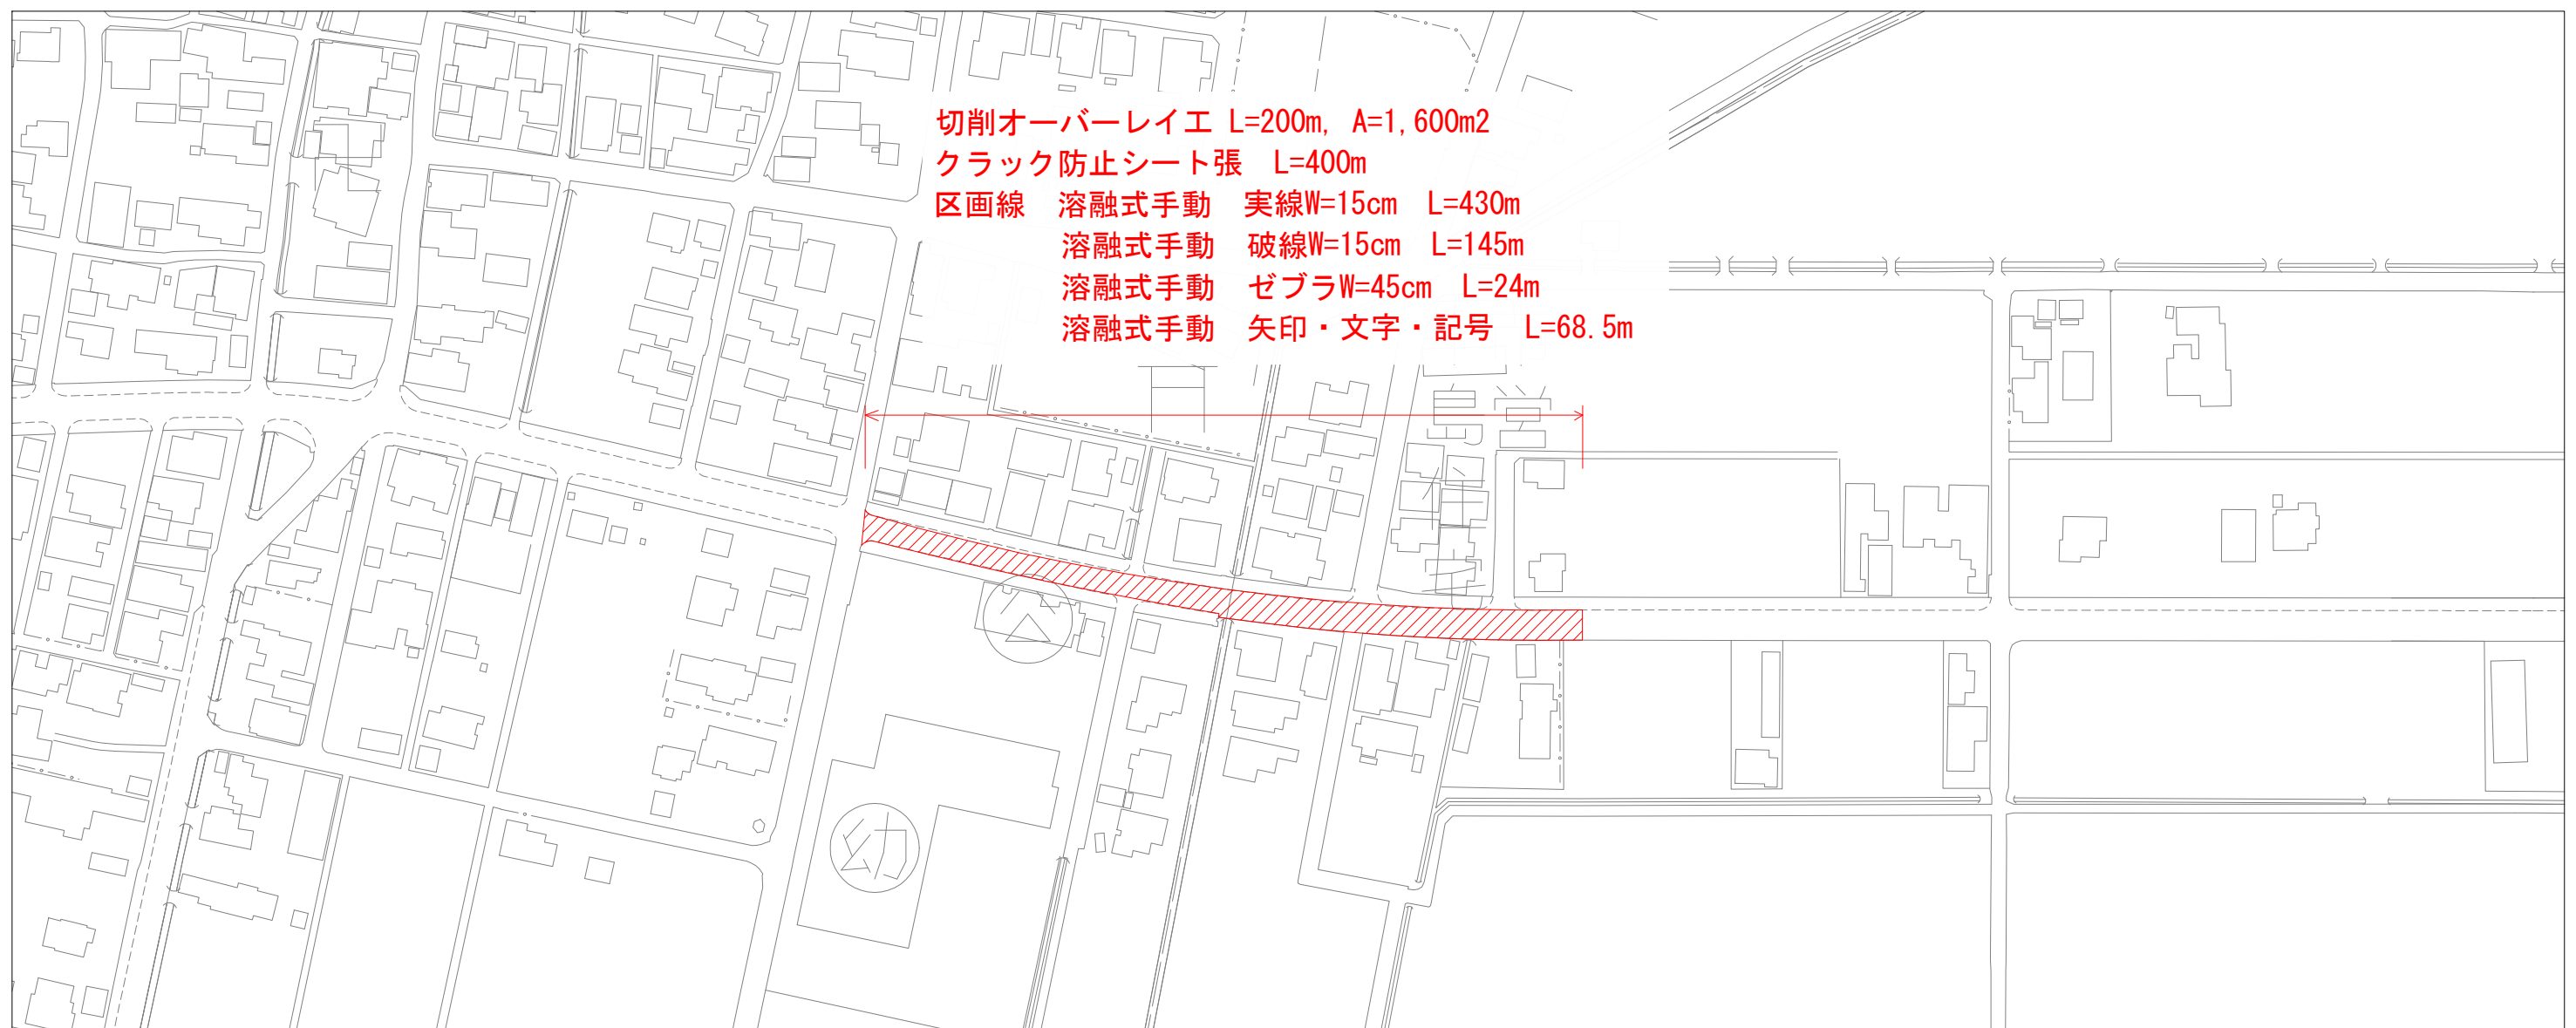 切削オーバーレイエ L=200m, A=1,600m2
クラック防止シート張　L=400m
区画線　溶融式手動　実線W=15cm　L=430m
溶融式手動　破線W=15cm　L=145m
溶融式手動　ゼブラW=45cm　L=24m
溶融式手動　矢印・文字・記号　L=68.5m
幼